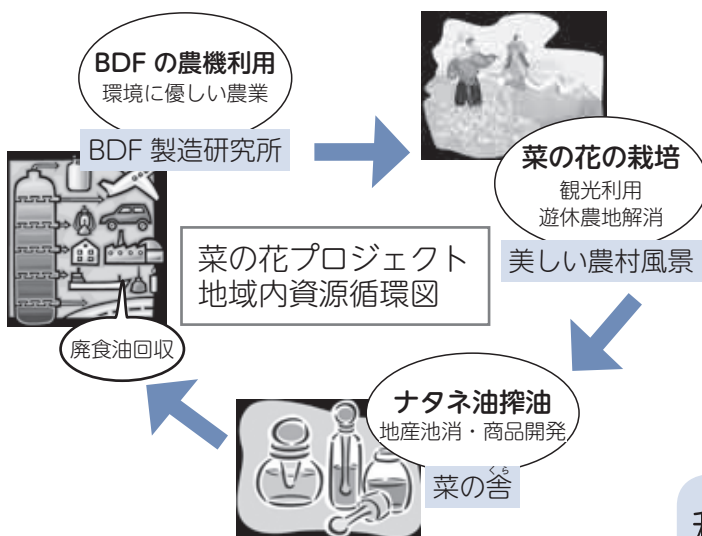 BDF の農機利用
環境に優しい農業
BDF 製造研究所
菜の花の栽培
観光利用
遊休農地解消
美しい農村風景
菜の花プロジェクト
地域内資源循環図
廃食油回収
ナタネ油搾油
地産池消・商品開発
くら
菜の舎